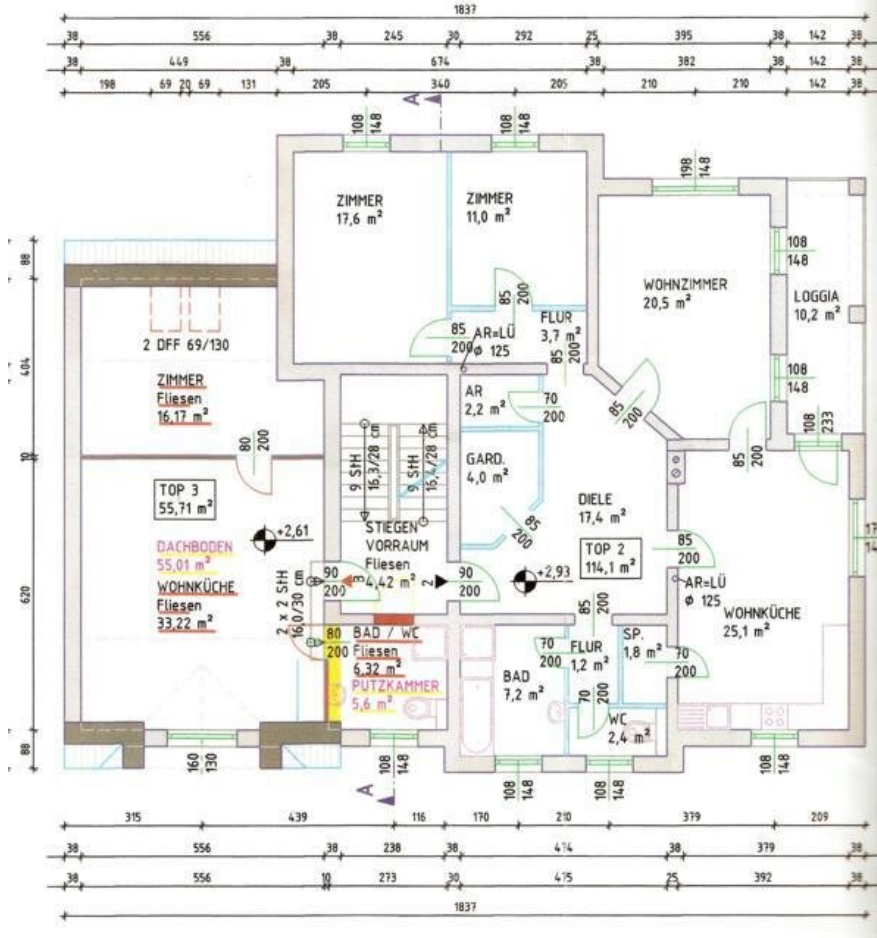 1837
38 556 38 245 30 292 25 395 38 142 38
38 449 38 674 38 382 38 142 38
198 69 20 69 131 205 340 205 210 210 142 38
A
108 148
108 148
198 148
ZIMMER
17,6 m²
ZIMMER
11,0 m²
WOHNZIMMER
20,5 m²
108
148
LOGGIA
10,2 m²
88
404
10
620
88
2 DFF 69/130
ZIMMER
Fliesen
16,17 m²
85
200
85
200
FLUR
3,7 m²
AR=LÜ
ø 125
85
200
AR
2,2 m²
70
200
85
200
108
148
108
233
85
200
80
200
9 StH
16,3/28 cm
9 StH
16,4/28 cm
GARD.
4,0 m²
85
200
DIELE
17,4 m²
TOP 3
55,71 m²
+2,61
DACHBODEN
55,01 m²
WOHNKÜCHE
Fliesen
33,22 m²
STIEGEN
VORRAUM
Fliesen
4,42 m²
90
200
3
2
90
200
2 x 2 StH
16,0/30 cm
+2,93
TOP 2
114,1 m²
85
200
AR=LÜ
ø 125
WOHNKÜCHE
25,1 m²
80
200
BAD / WC
Fliesen
6,32 m²
PUTZKAMMER
5,6 m²
85
200
BAD
7,2 m²
70
200
FLUR
1,2 m²
SP.
1,8 m²
70
200
70
200
WC
2,4 m²
160
130
108
148
A
108
148
108
148
108
148
315 439 116 170 210 379 209
38 556 38 238 38 474 38 379 38
38 556 10 273 30 475 25 392 38
1837